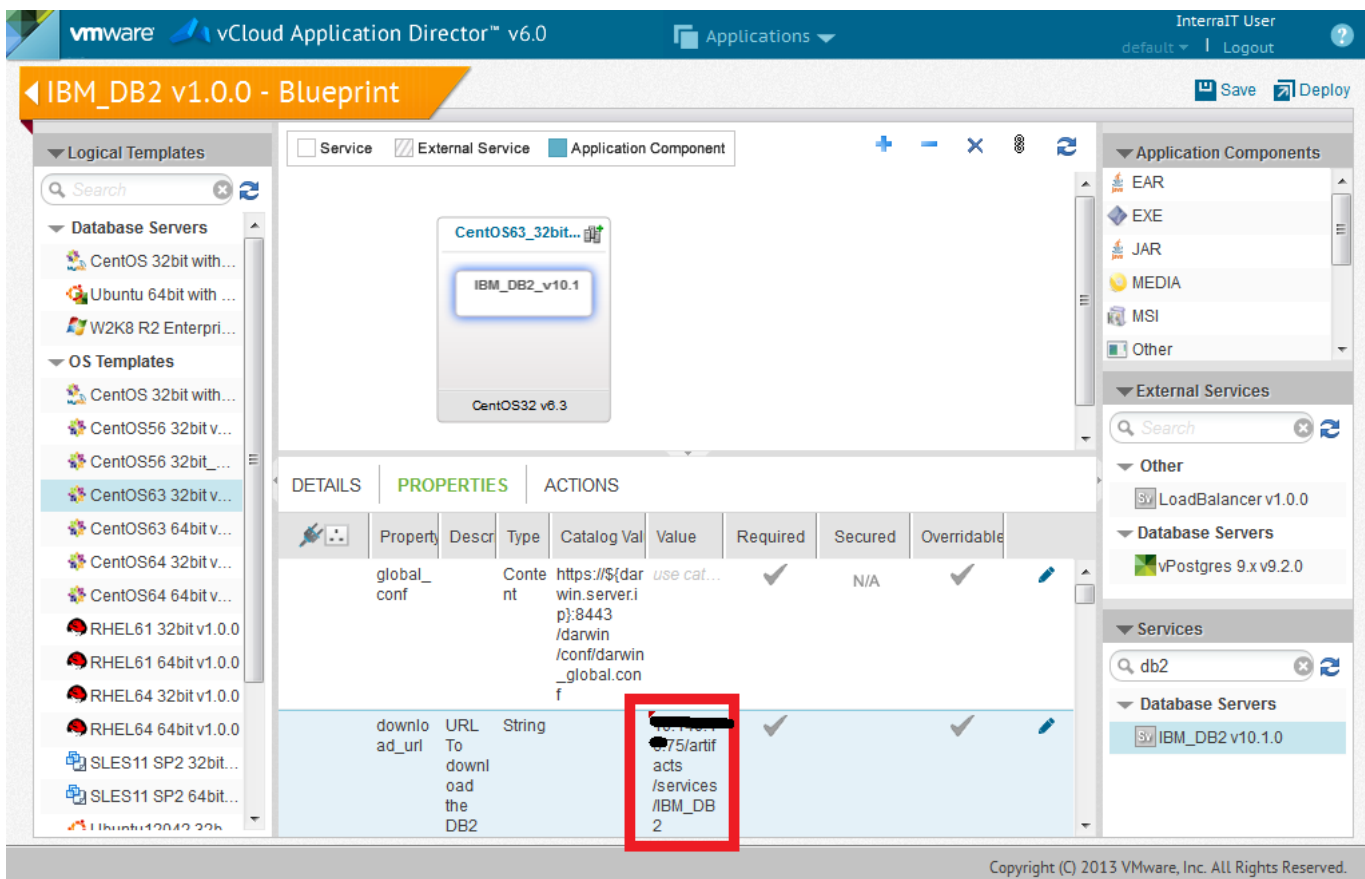 vmware vCloud Application Director™ v6.0
Applications
InterraIT User
default | Logout
?
IBM_DB2 v1.0.0 - Blueprint
Save
Deploy
Logical Templates
Search
Database Servers
CentOS 32bit with...
Ubuntu 64bit with ...
W2K8 R2 Enterpri...
OS Templates
CentOS 32bit with...
CentOS56 32bit v...
CentOS56 32bit_...
CentOS63 32bit v...
CentOS63 64bit v...
CentOS64 32bit v...
CentOS64 64bit v...
RHEL61 32bit v1.0.0
RHEL61 64bit v1.0.0
RHEL64 32bit v1.0.0
RHEL64 64bit v1.0.0
SLES11 SP2 32bit...
SLES11 SP2 64bit...
Service
External Service
Application Component
CentOS63_32bit...
IBM_DB2_v10.1
CentOS32 v6.3
DETAILS
PROPERTIES
ACTIONS
Property
Descr
Type
Catalog Val
Value
Required
Secured
Overridable
global_
conf
Conte
nt
https://${dar
win.server.i
p}:8443
/darwin
/conf/darwin
_global.con
f
use cat...
N/A
downlo
ad_url
URL
To
downl
oad
the
DB2
String
75/artif
acts
/services
/IBM_DB
2
Application Components
EAR
EXE
JAR
MEDIA
MSI
Other
External Services
Search
Other
Sv LoadBalancer v1.0.0
Database Servers
vPostgres 9.x v9.2.0
Services
db2
Database Servers
Sv IBM_DB2 v10.1.0
Copyright (C) 2013 VMware, Inc. All Rights Reserved.